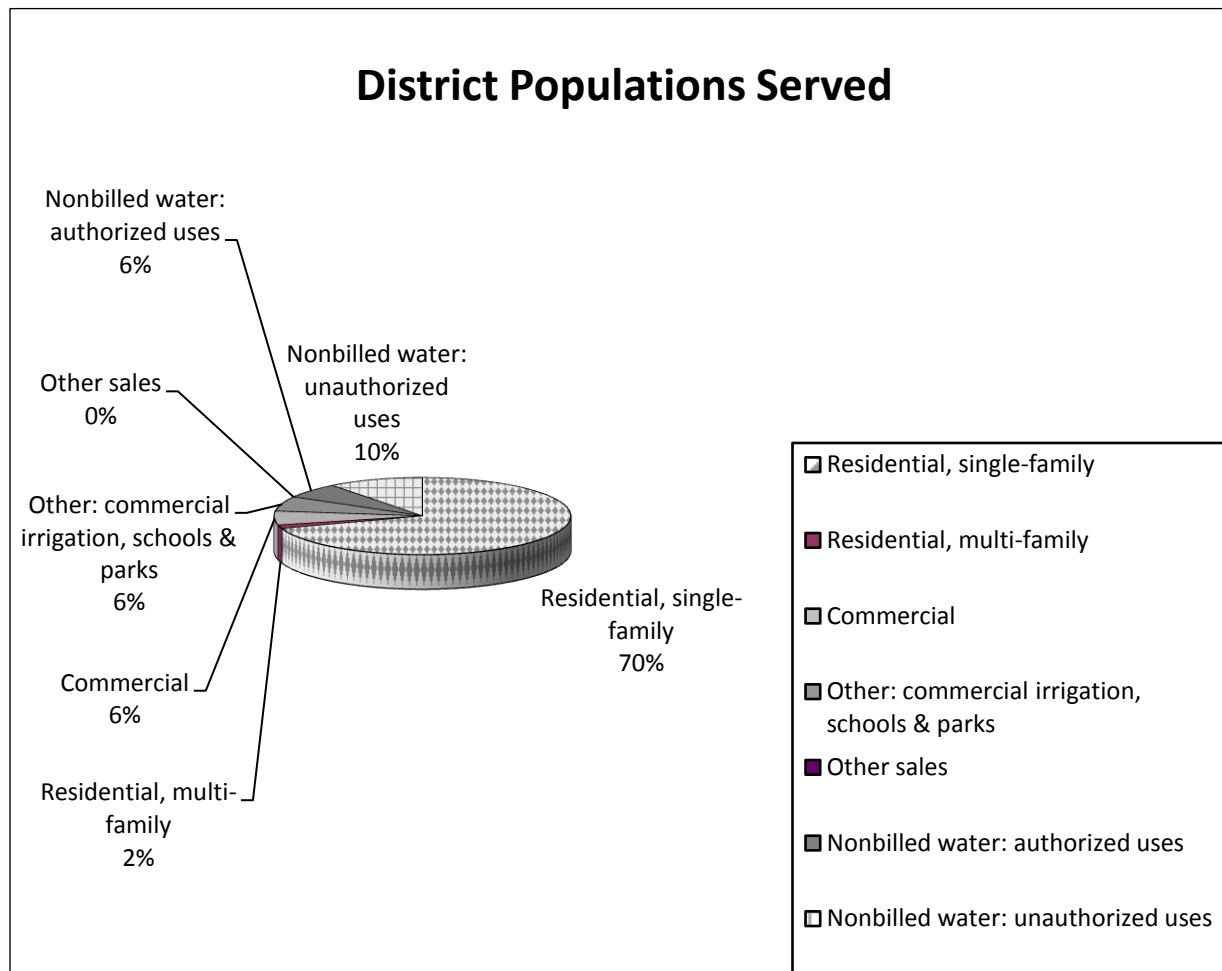 District Populations Served
Nonbilled water:
authorized uses
6%
Nonbilled water:
unauthorized
uses
10%
Other sales
0%
Other: commercial
irrigation, schools &
parks
6%
Commercial
6%
Residential, multi-
family
2%
Residential, single-
family
70%
Residential, single-family
Residential, multi-family
Commercial
Other: commercial irrigation,
schools & parks
Other sales
Nonbilled water: authorized uses
Nonbilled water: unauthorized uses